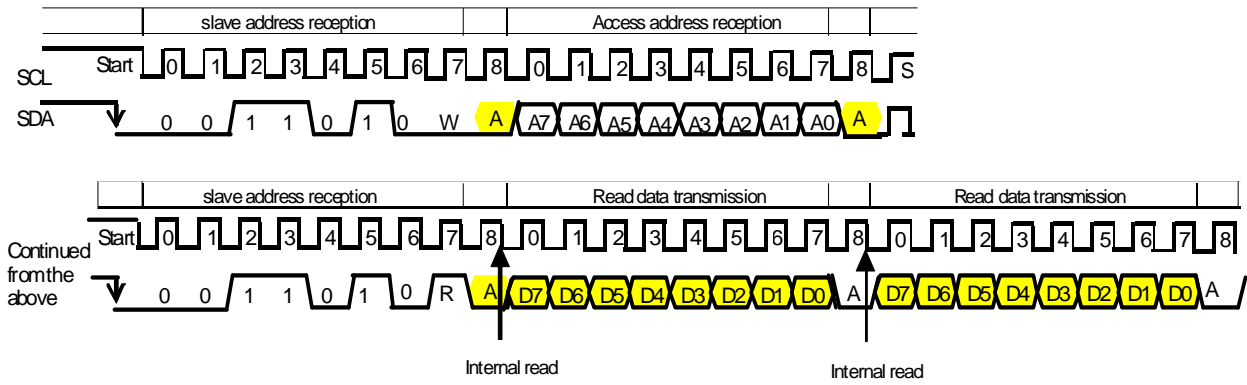 slave address reception Access address reception
SCL Start 0 1 2 3 4 5 6 7 8 0 1 2 3 4 5 6 7 8 S
SDA 0 0 1 1 0 1 0 W A A7 A6 A5 A4 A3 A2 A1 A0 A
slave address reception Read data transmission Read data transmission
Start 0 1 2 3 4 5 6 7 8 0 1 2 3 4 5 6 7 8 0 1 2 3 4 5 6 7 8
Continued
from the
above
0 0 1 1 0 1 0 R A D7 D6 D5 D4 D3 D2 D1 D0 A D7 D6 D5 D4 D3 D2 D1 D0 A
Internal read Internal read